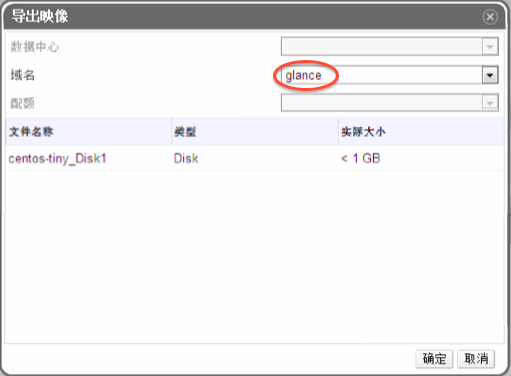 导出映像
数据中心
域名 glance
配额
文件名称 类型 实际大小
centos-tiny_Disk1 Disk < 1 GB
确定 取消